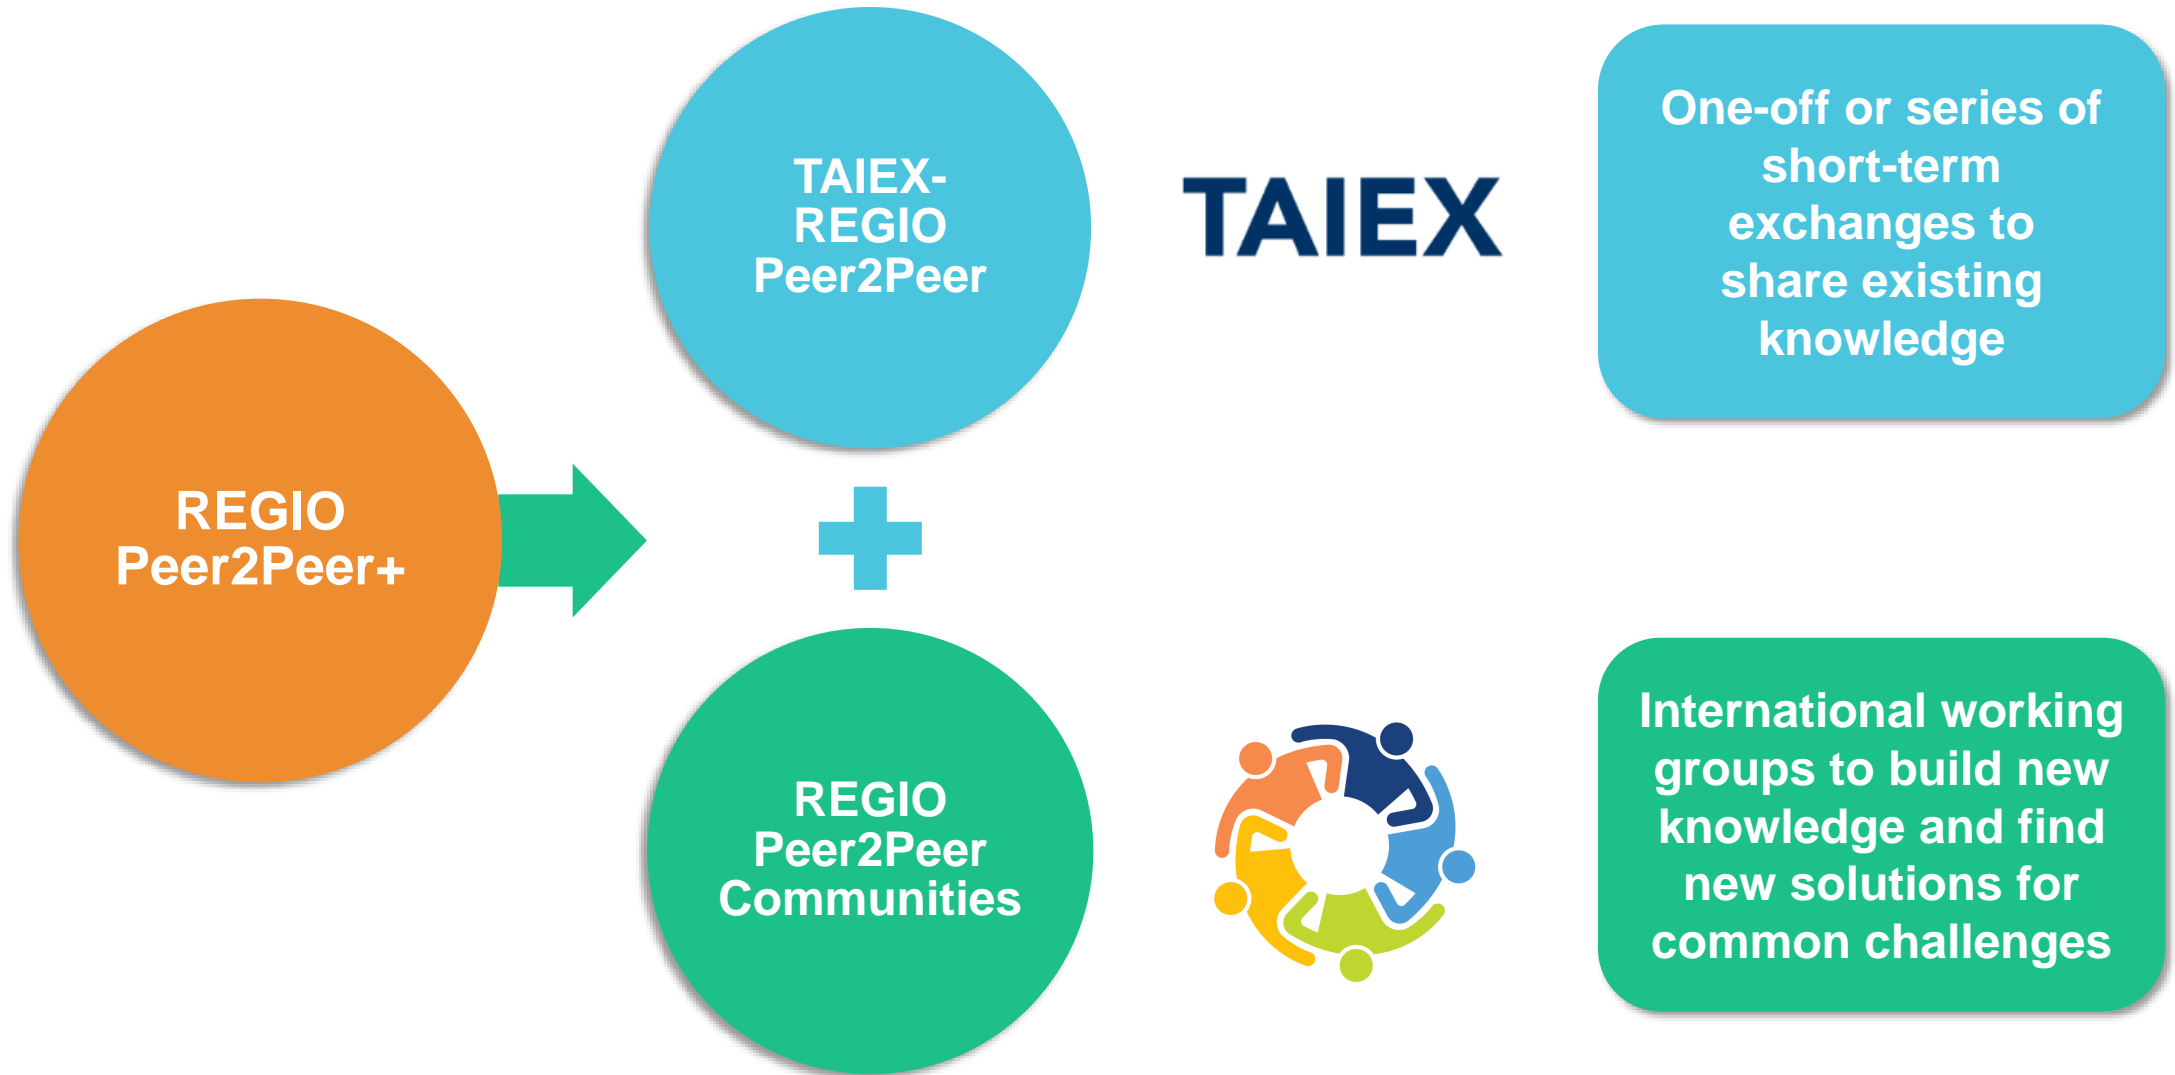 REGIO
Peer2Peer+
TAIEX-
REGIO
Peer2Peer
TAIEX
One-off or series of
short-term
exchanges to
share existing
knowledge
REGIO
Peer2Peer
Communities
International working
groups to build new
knowledge and find
new solutions for
common challenges